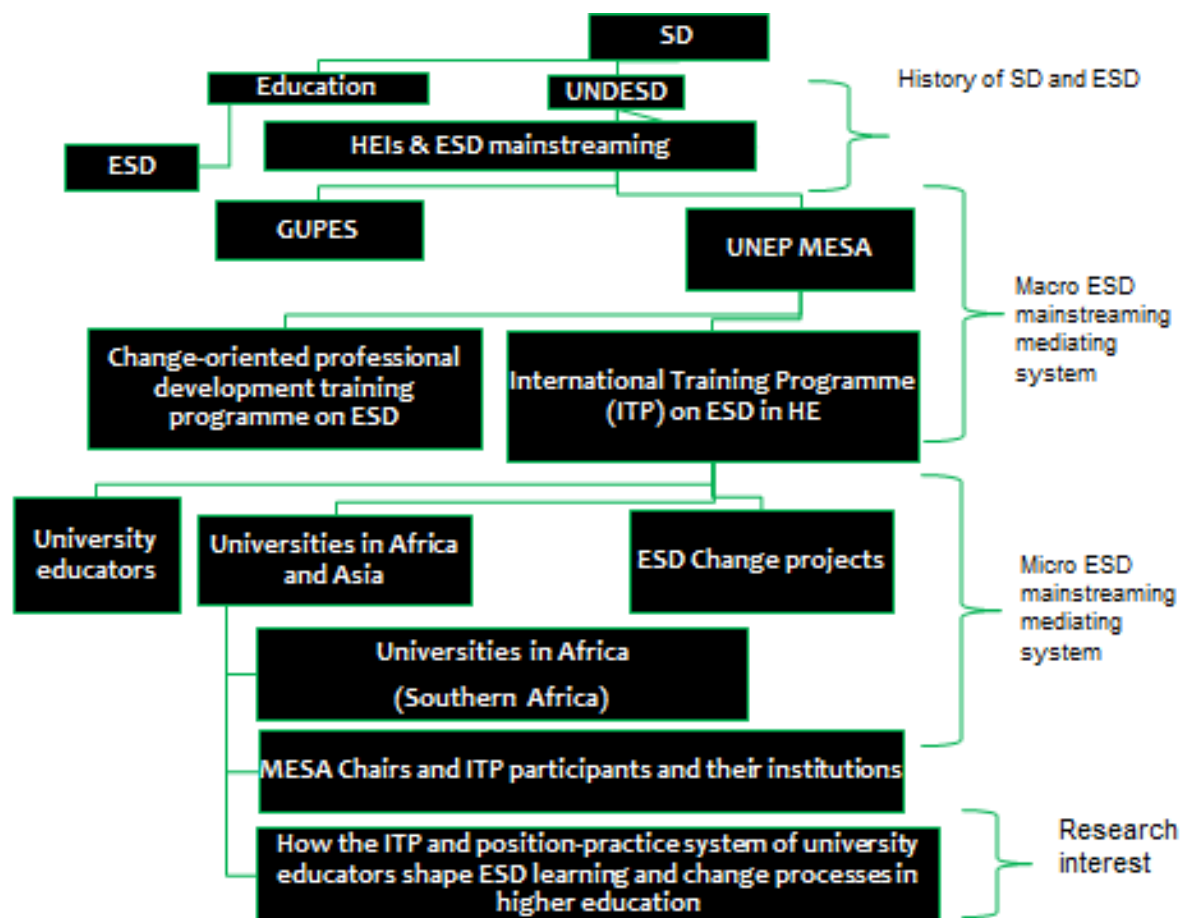 SD
Education
UNDESD
History of SD and ESD
HEIs & ESD mainstreaming
ESD
GUPES
UNEP MESA
Macro ESD
mainstreaming
mediating
system
Change-oriented professional
development training
programme on ESD
International Training Programme
(ITP) on ESD in HE
University
educators
Universities in Africa
and Asia
ESD Change projects
Micro ESD
mainstreaming
mediating
system
Universities in Africa
(Southern Africa)
MESA Chairs and ITP participants and their institutions
How the ITP and position-practice system of university
educators shape ESD learning and change processes in
higher education
Research
interest